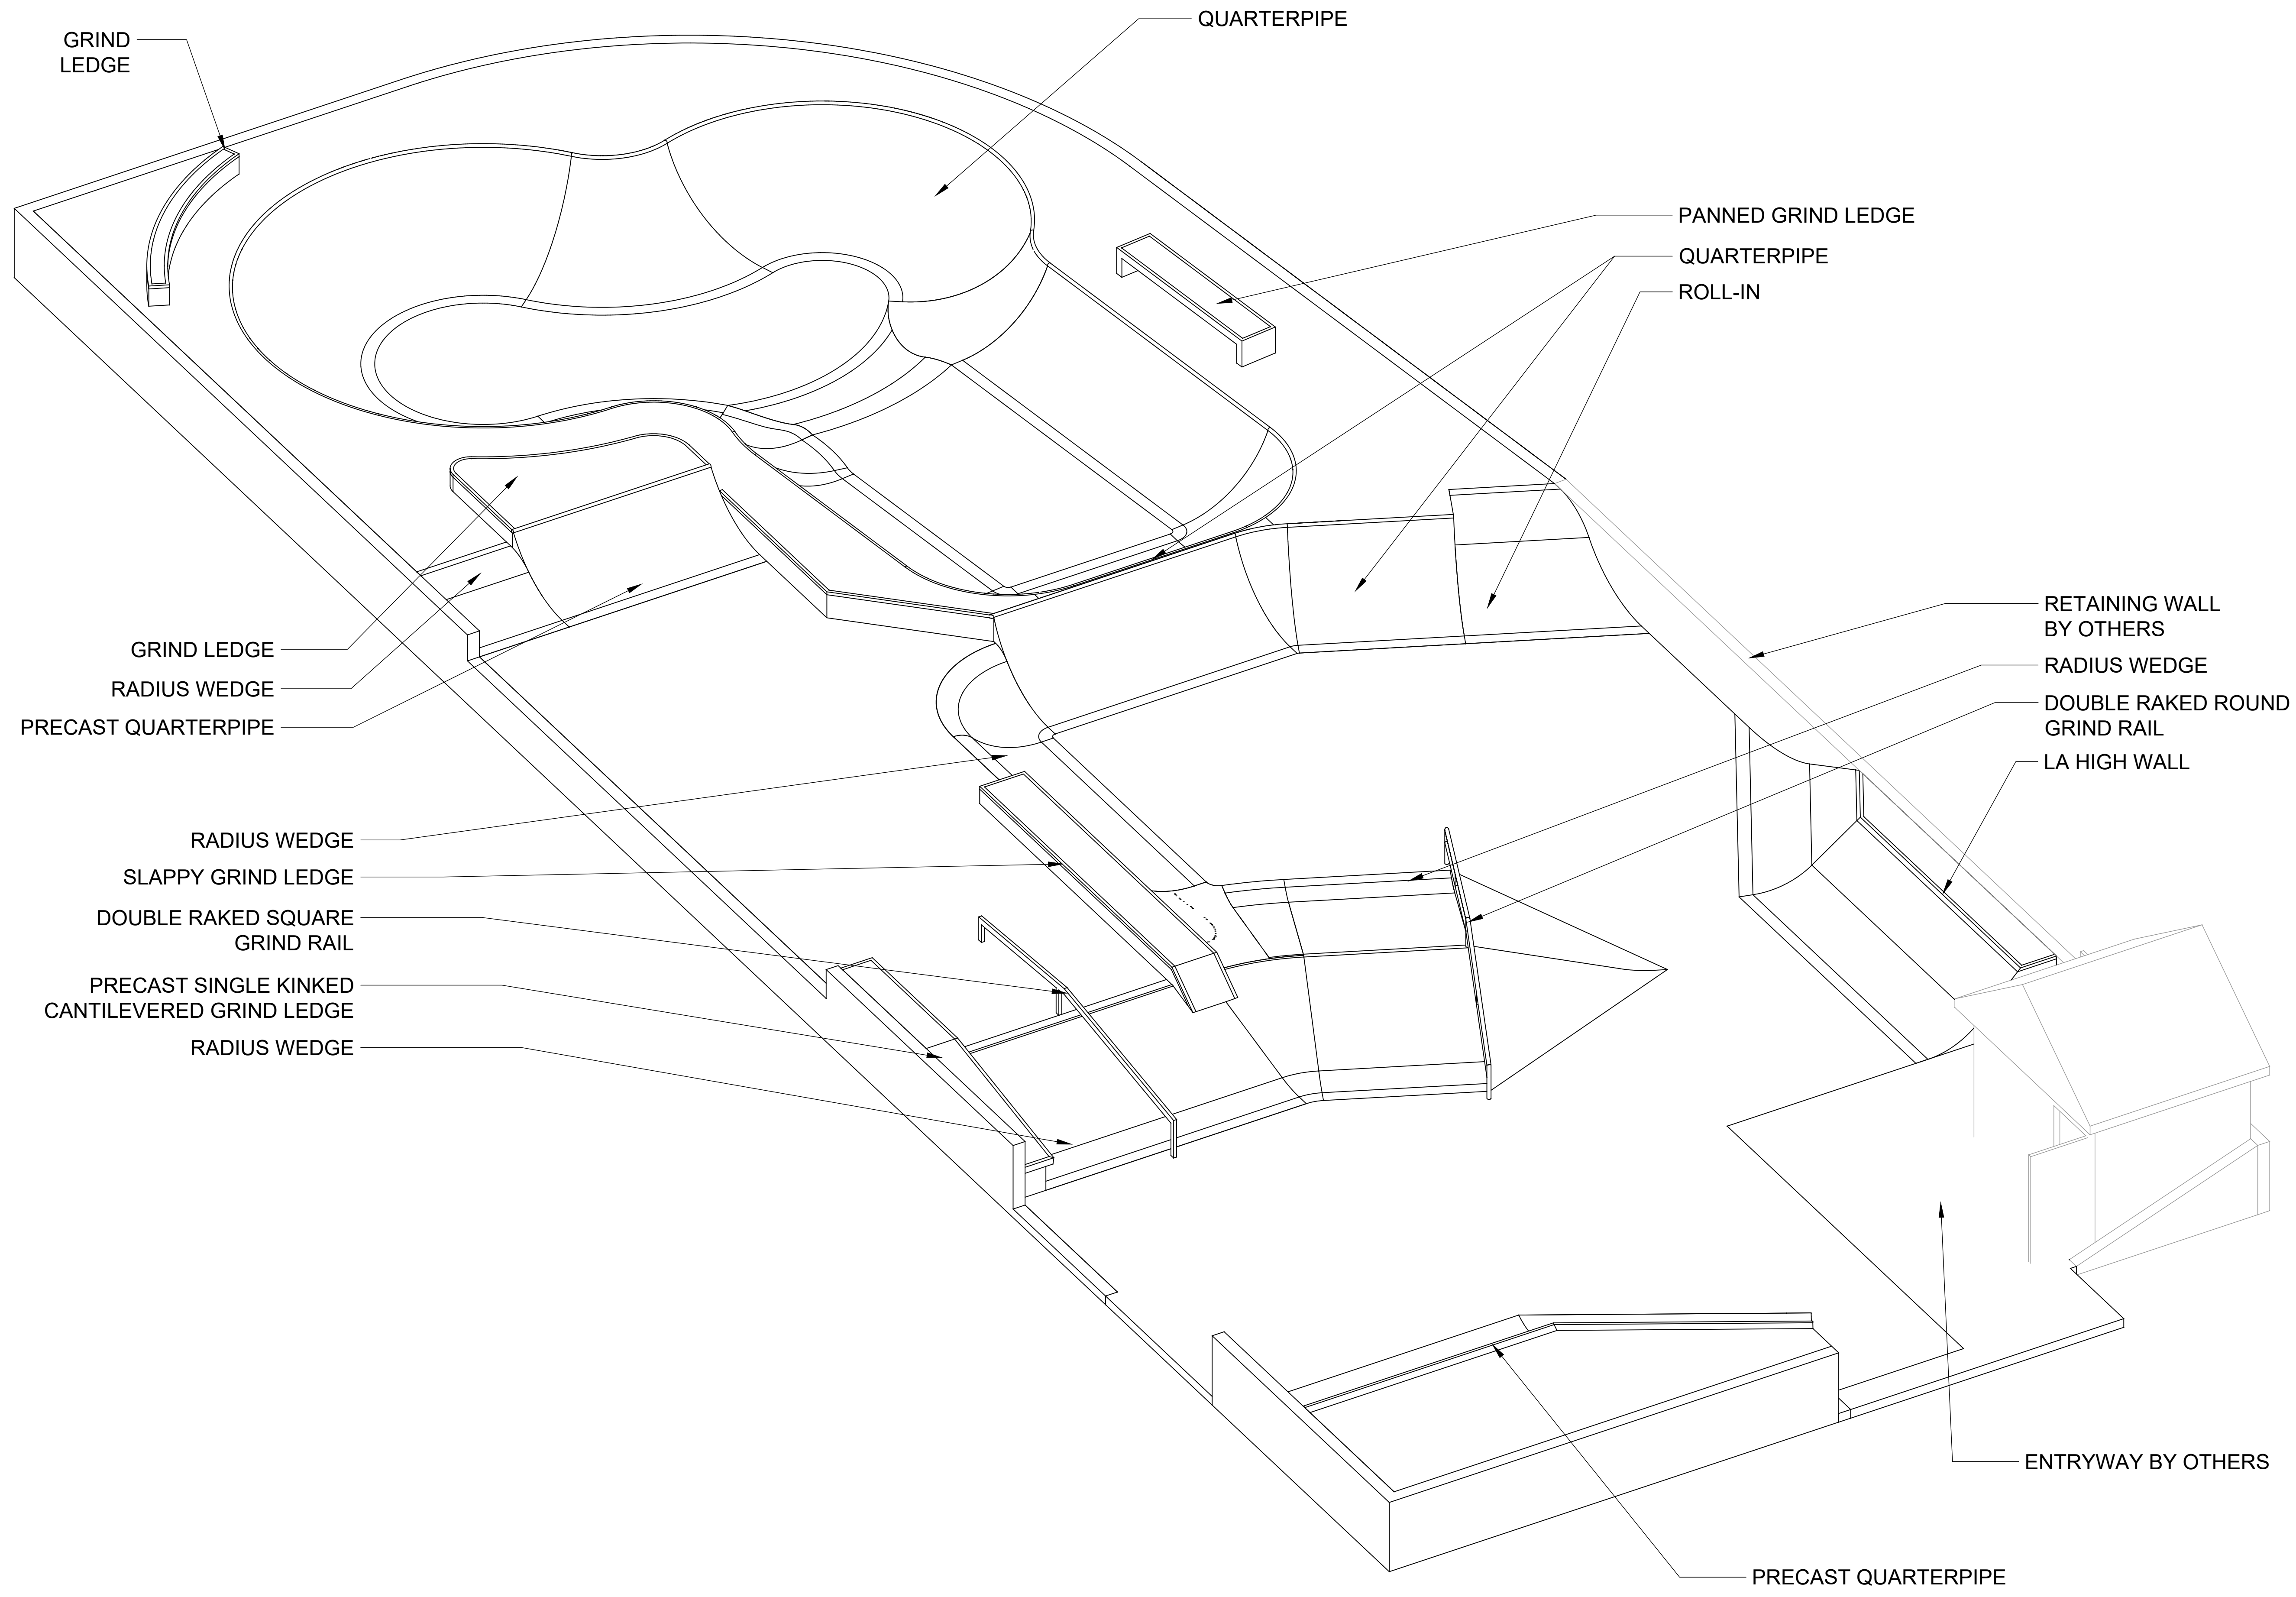 QUARTERPIPE
GRIND
LEDGE
PANNED GRIND LEDGE
QUARTERPIPE
ROLL-IN
RETAINING WALL
BY OTHERS
RADIUS WEDGE
DOUBLE RAKED ROUND
GRIND RAIL
LA HIGH WALL
GRIND LEDGE
RADIUS WEDGE
PRECAST QUARTERPIPE
RADIUS WEDGE
SLAPPY GRIND LEDGE
DOUBLE RAKED SQUARE
GRIND RAIL
PRECAST SINGLE KINKED
CANTILEVERED GRIND LEDGE
RADIUS WEDGE
ENTRYWAY BY OTHERS
PRECAST QUARTERPIPE